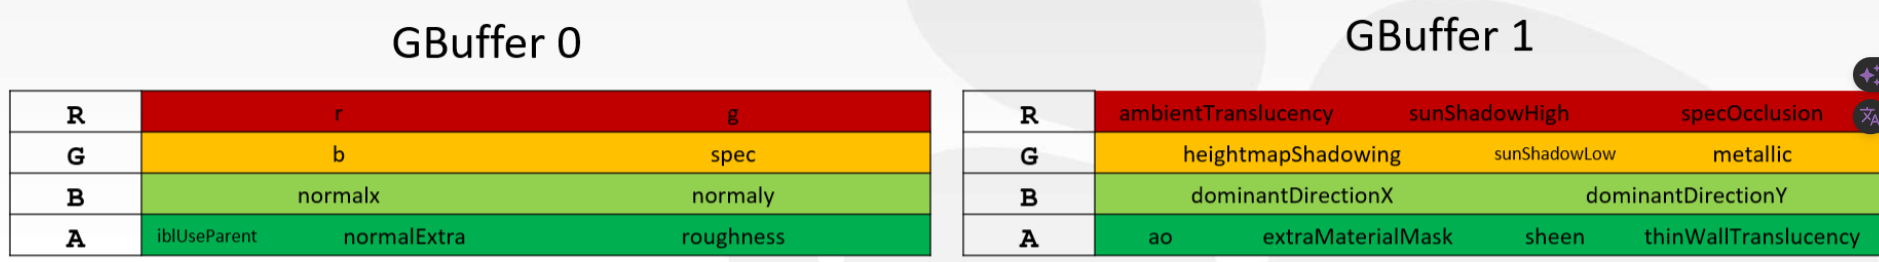 GBuffer 0
R r g
G b spec
B normalx normaly
A iblUseParent normalExtra roughness
GBuffer 1
R ambientTranslucency sunShadowHigh specOcclusion
G heightmapShadowing sunShadowLow metallic
B dominantDirectionX dominantDirectionY
A ao extraMaterialMask sheen thinWallTranslucency